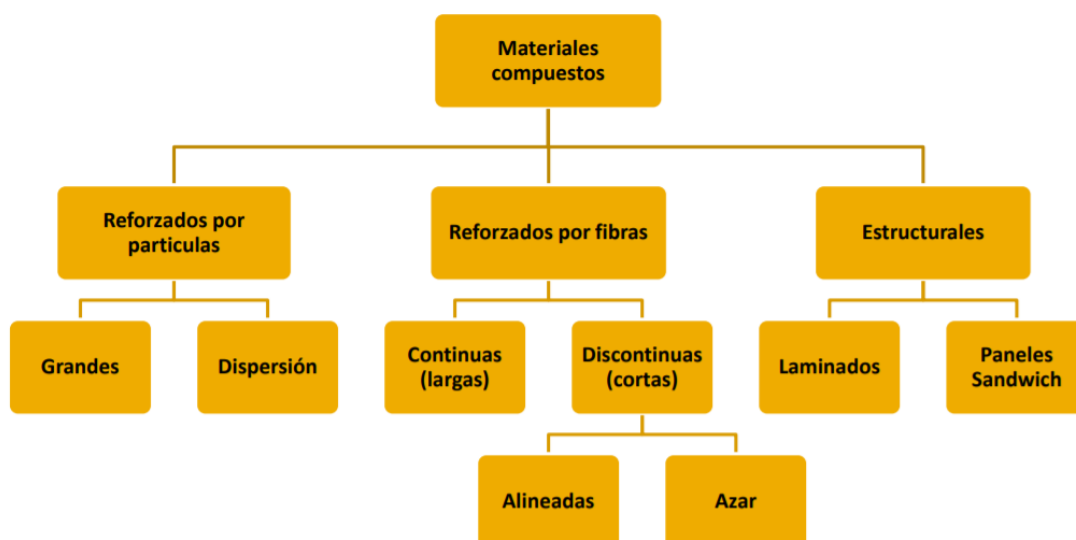 Materiales
compuestos
Reforzados por
particulas
Reforzados por fibras
Estructurales
Grandes
Dispersión
Continuas
(largas)
Discontinuas
(cortas)
Laminados
Paneles
Sandwich
Alineadas
Azar